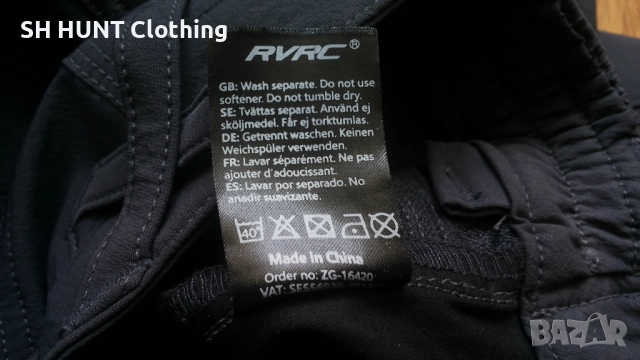 SH HUNT Clothing
RVRC®
GB: Wash separate. Do not use
softener. Do not tumble dry.
SE: Tvättas separat. Använd ej
sköljmedel. Får ej torktumlas.
DE: Getrennt waschen. Keinen
Weichspüler verwenden.
FR: Lavar séparément. Ne pas
ajouter d'adoucissant.
ES: Lavar por separado. No
añadir suavizante.
40°
Made in China
Order no: ZG-16420
VAT:
BAZAR